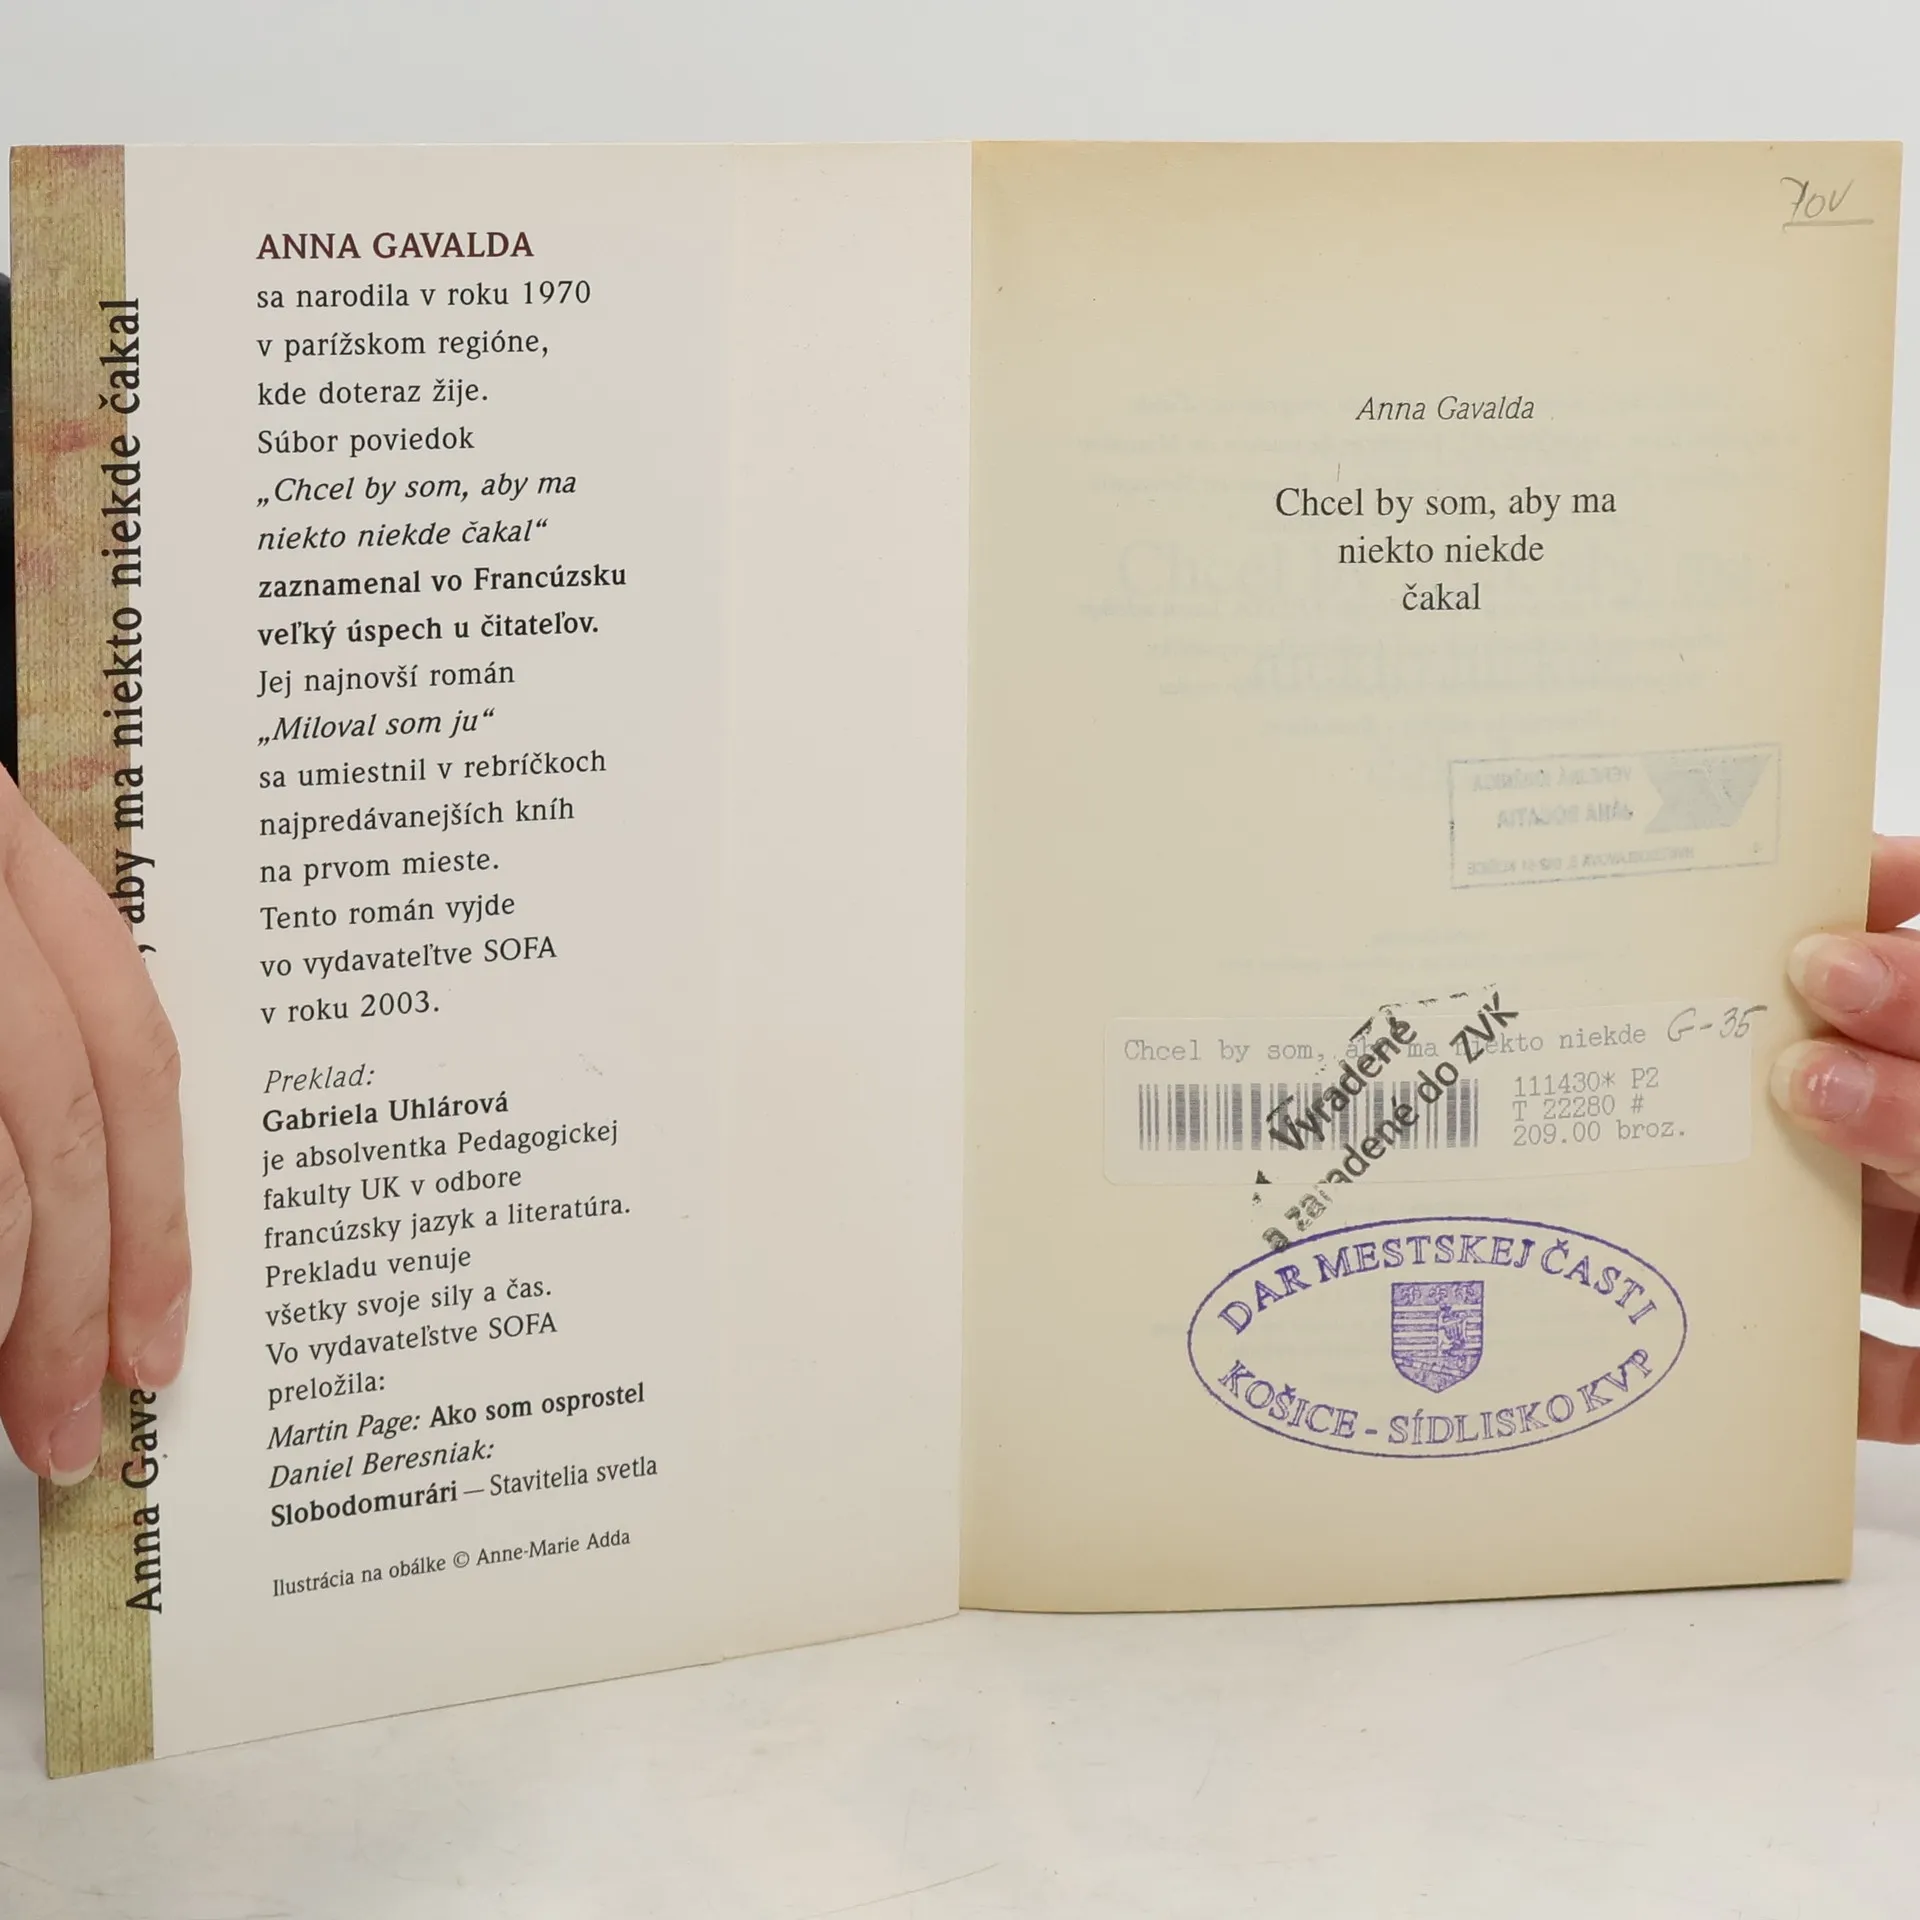 Anna Gava
, aby ma niekto niekde čakal
ANNA GAVALDA
sa narodila v roku 1970
v parížskom regióne,
kde doteraz žije.
Súbor poviedok
„Chcel by som, aby ma
niekto niekde čakal“
zaznamenal vo Francúzsku
veľký úspech u čitateľov.
Jej najnovší román
„Miloval som ju“
sa umiestnil v rebríčkoch
najpredávanejších kníh
na prvom mieste.
Tento román vyjde
vo vydavateľtve SOFA
v roku 2003.
Preklad:
Gabriela Uhlárová
je absolventka Pedagogickej
fakulty UK v odbore
francúzsky jazyk a literatúra.
Prekladu venuje
všetky svoje sily a čas.
Vo vydavateľstve SOFA
preložila:
Martin Page: Ako som osprostel
Daniel Beresniak:
Slobodomurári — Stavitelia svetla
Ilustrácia na obálke © Anne-Marie Adda
Anna Gavalda
Chcel by som, aby ma
niekto niekde
čakal
Chcel by som, aby ma niekto niekde G-35
111430* P2
T 22280 #
209.00 broz.
Vyradené
a zaradené do ZVK
DAR MESTSKEJ ČASTI
KOŠICE - SÍDLISKO KVP